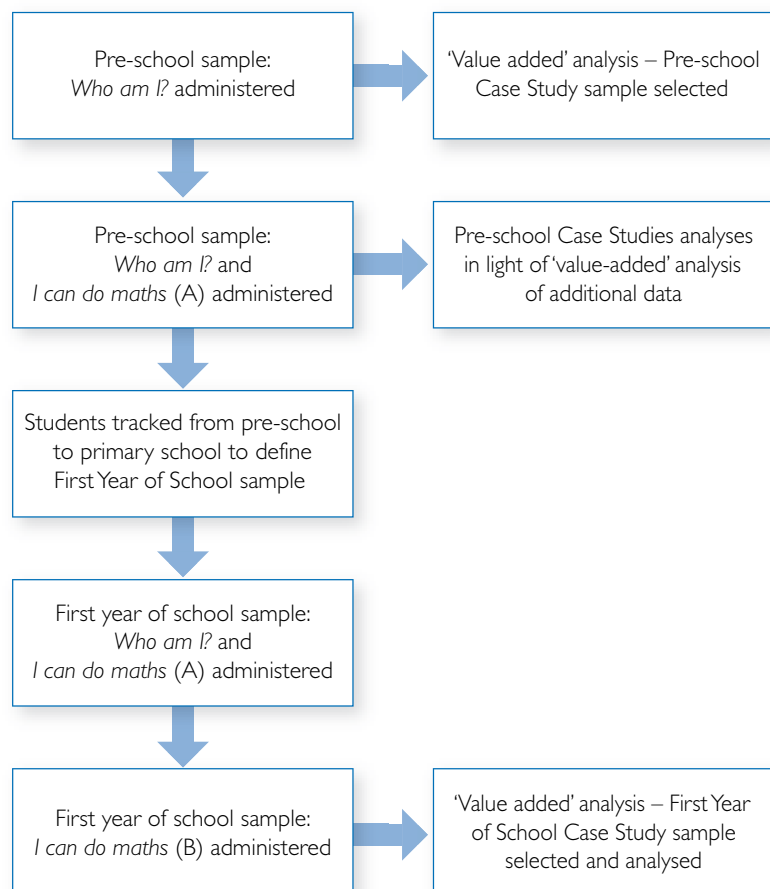 Pre-school sample:
Who am I? administered
‘Value added’ analysis – Pre-school
Case Study sample selected
Pre-school sample:
Who am I? and
I can do maths (A) administered
Pre-school Case Studies analyses
in light of ‘value-added’ analysis
of additional data
Students tracked from pre-school
to primary school to define
First Year of School sample
First year of school sample:
Who am I? and
I can do maths (A) administered
First year of school sample:
I can do maths (B) administered
‘Value added’ analysis – First Year
of School Case Study sample
selected and analysed